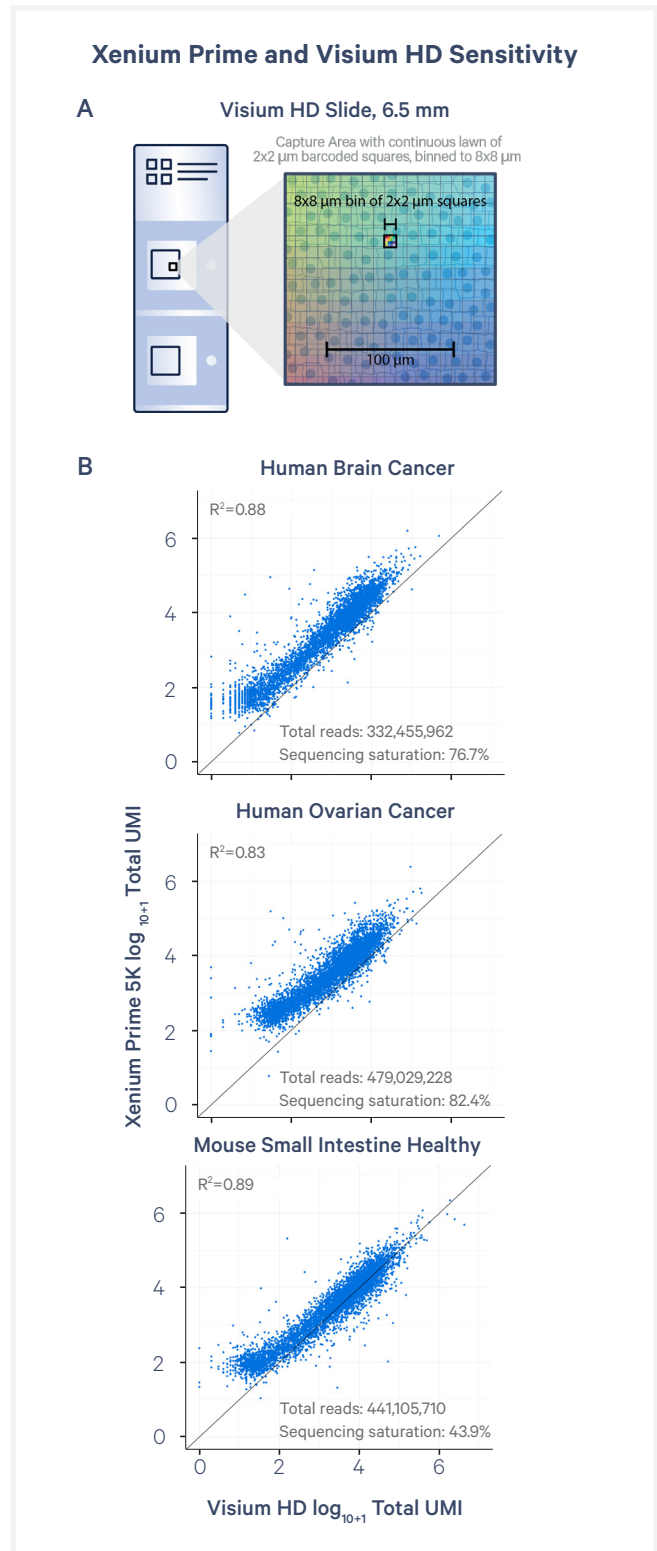 Xenium Prime and Visium HD Sensitivity
A
Visium HD Slide, 6.5 mm
Capture Area with continuous lawn of
2x2 µm barcoded squares, binned to 8x8 µm
8x8 µm bin of 2x2 µm squares
100 µm
B
Human Brain Cancer
R²=0.88
6
4
2
0
Total reads: 332,455,962
Sequencing saturation: 76.7%
Human Ovarian Cancer
R²=0.83
6
4
2
0
Total reads: 479,029,228
Sequencing saturation: 82.4%
Xenium Prime 5K log 10+1 Total UMI
Mouse Small Intestine Healthy
R²=0.89
6
4
2
0
Total reads: 441,105,710
Sequencing saturation: 43.9%
0 2 4 6
Visium HD log10+1 Total UMI